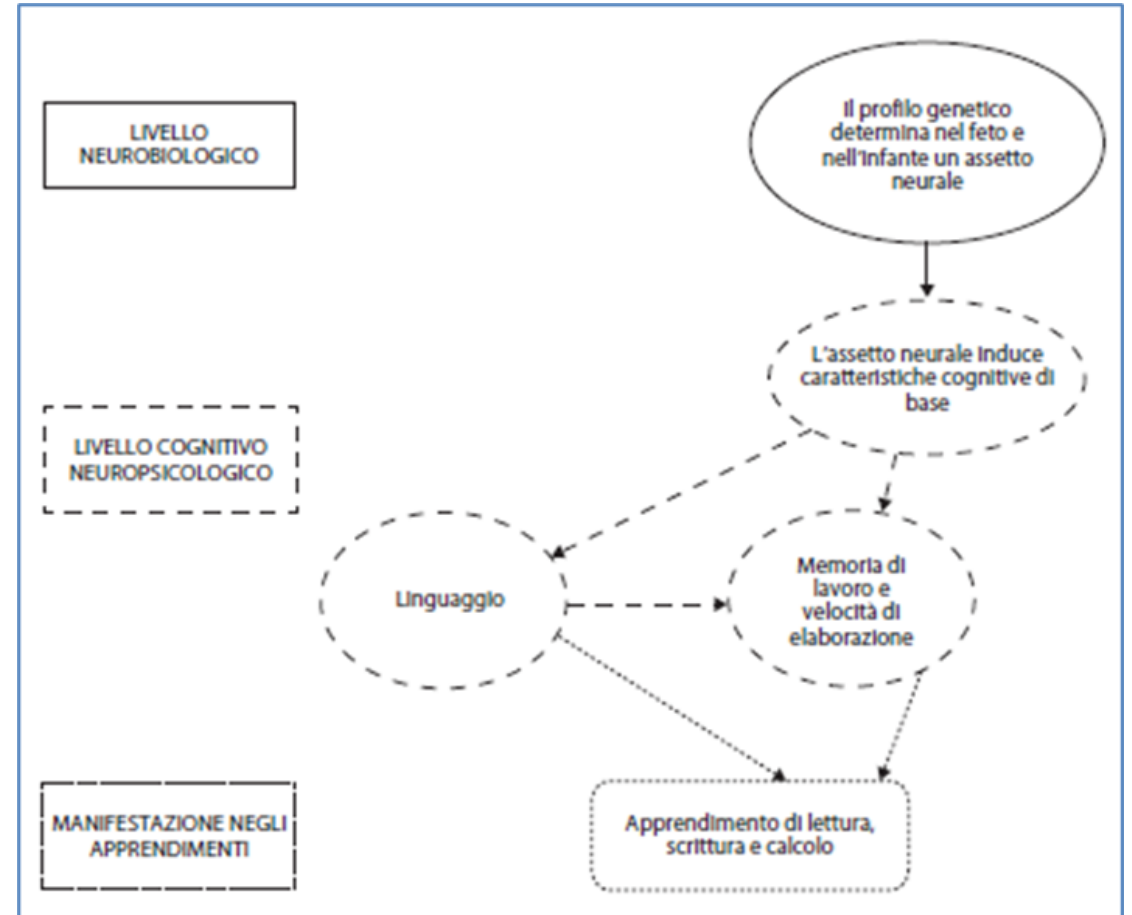 LIVELLO
NEUROBIOLOGICO
Il profilo genetico
determina nel feto e
nell'infante un assetto
neurale
L'assetto neurale induce
caratteristiche cognitive di
base
LIVELLO COGNITIVO
NEUROPSICOLOGICO
Linguaggio
Memoria di
lavoro e
velocità di
elaborazione
MANIFESTAZIONE NEGLI
APPRENDIMENTI
Apprendimento di lettura,
scrittura e calcolo